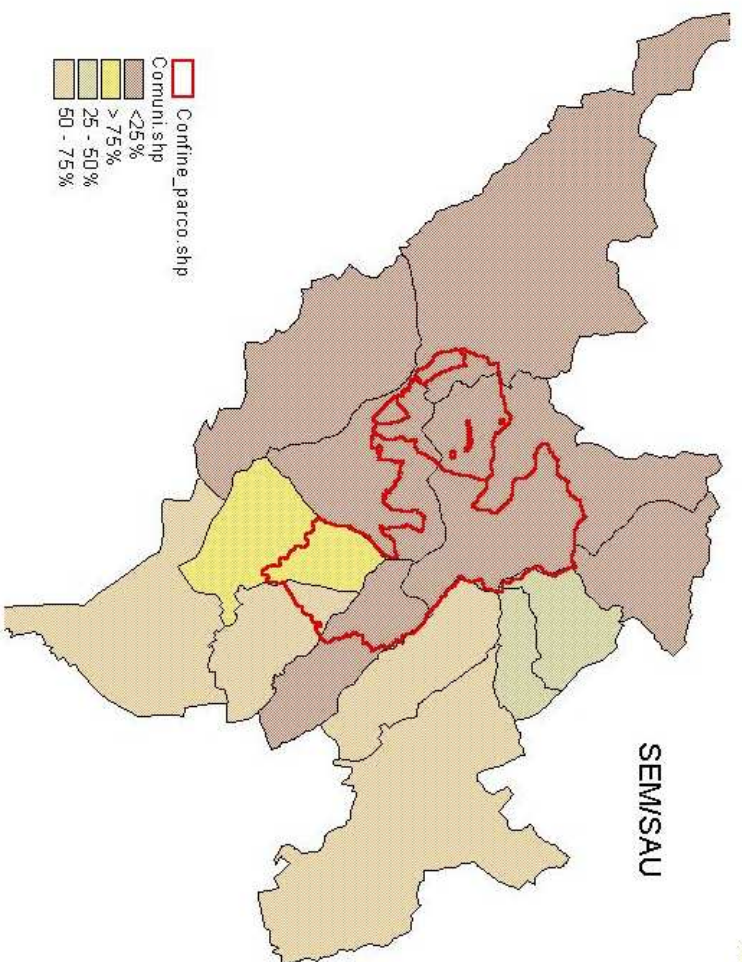 SEM/SAU
Confine_parco.shp
Comuni.shp
<25%
>75%
25 - 50%
50 - 75%